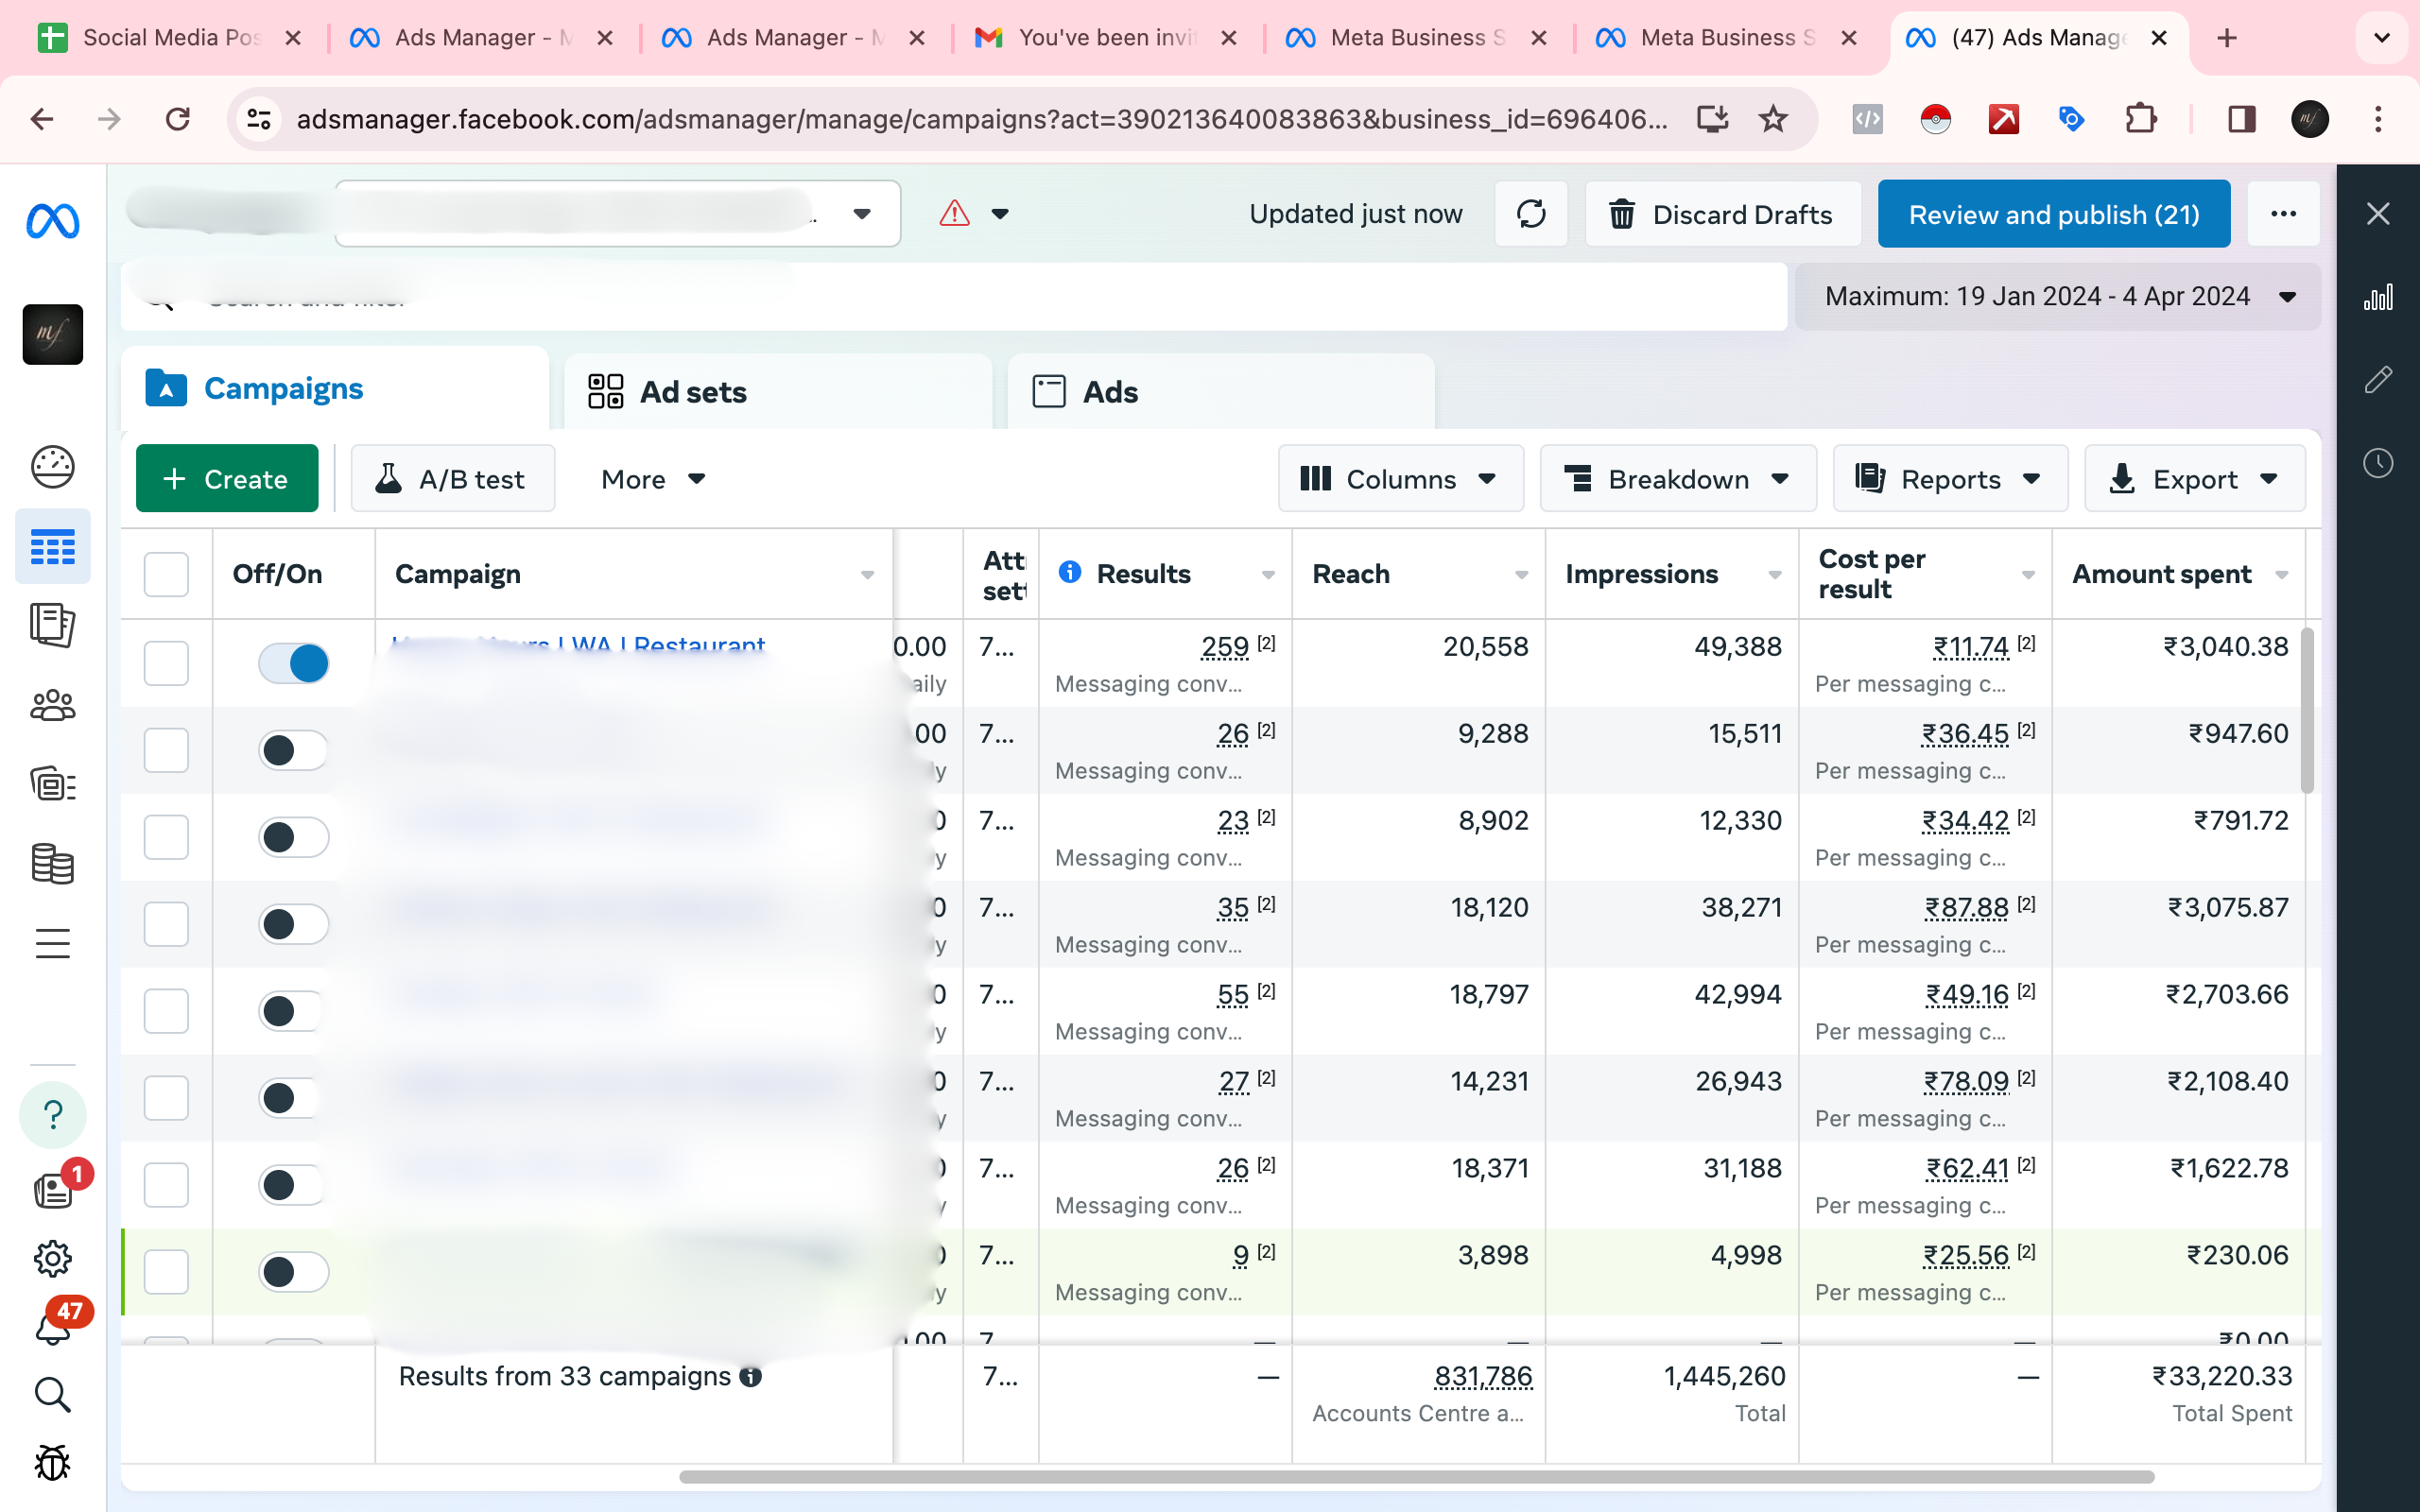 Social Media Pos
Ads Manager - M
Ads Manager - M
You've been invi
Meta Business S
Meta Business S
(47) Ads Manage
adsmanager.facebook.com/adsmanager/manage/campaigns?act=390213640083863&business_id=696406...
Updated just now
Discard Drafts
Review and publish (21)
Search and filter
Maximum: 19 Jan 2024 - 4 Apr 2024
mf
Campaigns
Ad sets
Ads
Create
A/B test
More
Columns
Breakdown
Reports
Export
Off/On
Campaign
Att
sett
Results
Reach
Impressions
Cost per
result
Amount spent
WA | Restaurant
0.00
aily
7...
259 [2]
Messaging conv...
20,558
49,388
₹11.74 [2]
Per messaging c...
₹3,040.38
.00
y
7...
26 [2]
Messaging conv...
9,288
15,511
₹36.45 [2]
Per messaging c...
₹947.60
0
y
7...
23 [2]
Messaging conv...
8,902
12,330
₹34.42 [2]
Per messaging c...
₹791.72
0
y
7...
35 [2]
Messaging conv...
18,120
38,271
₹87.88 [2]
Per messaging c...
₹3,075.87
0
y
7...
55 [2]
Messaging conv...
18,797
42,994
₹49.16 [2]
Per messaging c...
₹2,703.66
0
y
7...
27 [2]
Messaging conv...
14,231
26,943
₹78.09 [2]
Per messaging c...
₹2,108.40
0
y
7...
26 [2]
Messaging conv...
18,371
31,188
₹62.41 [2]
Per messaging c...
₹1,622.78
0
y
7...
9 [2]
Messaging conv...
3,898
4,998
₹25.56 [2]
Per messaging c...
₹230.06
0.00
7
—
—
—
—
₹0.00
Results from 33 campaigns
7...
—
831,786
Accounts Centre a...
1,445,260
Total
—
₹33,220.33
Total Spent
?
1
47